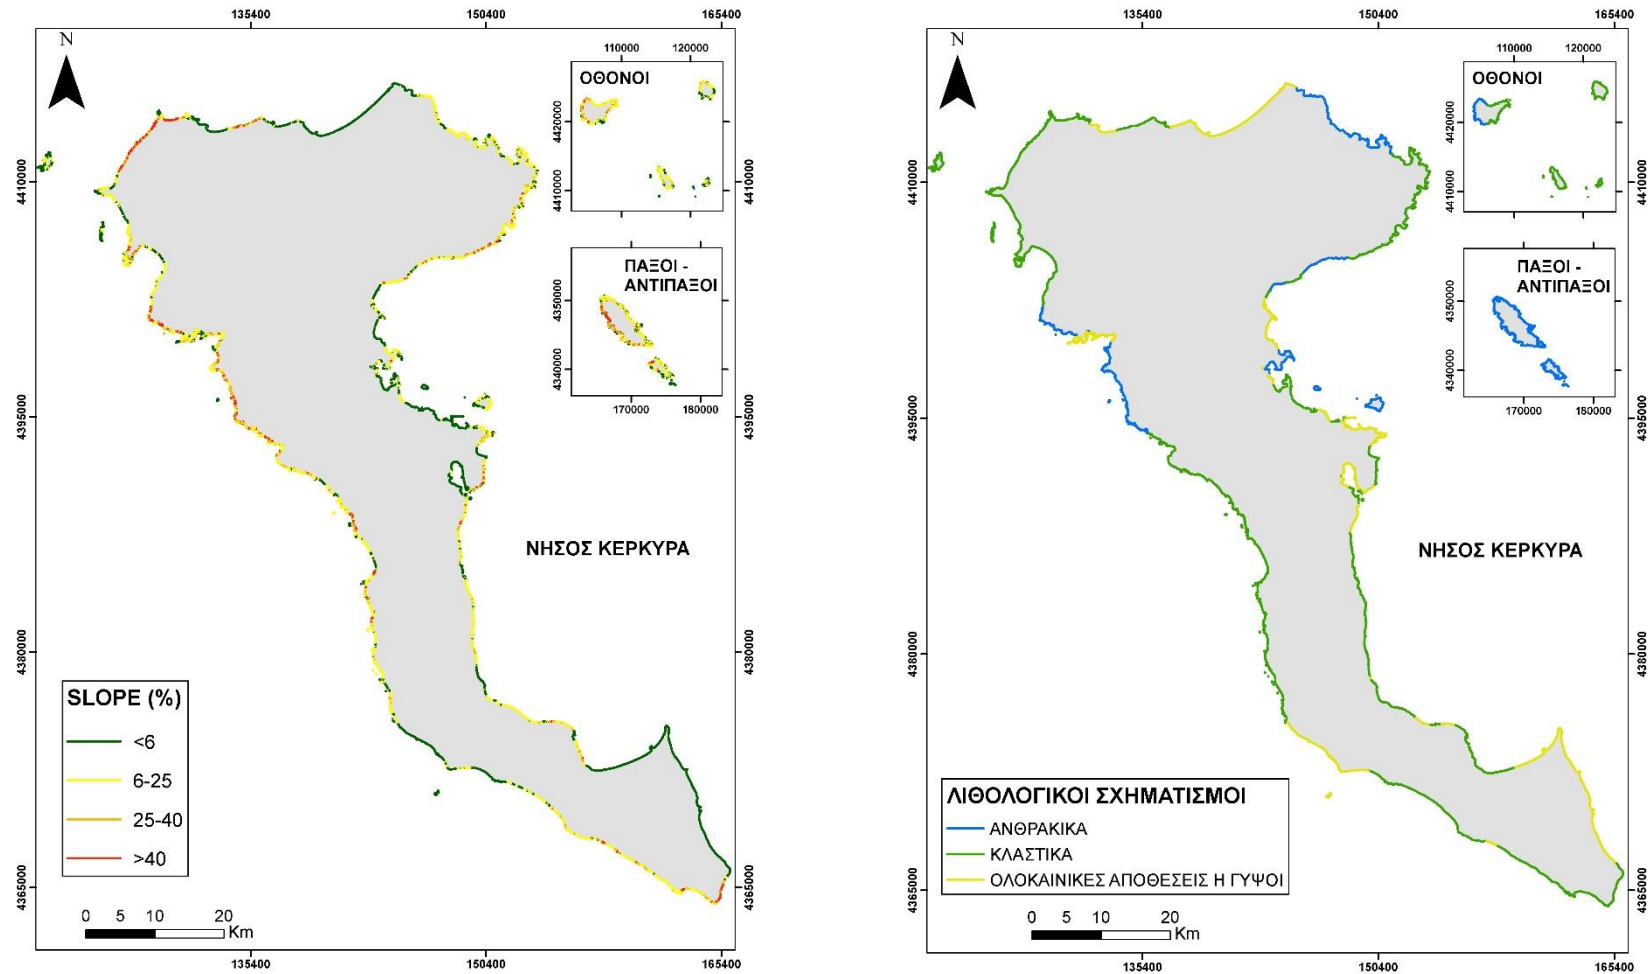 135400 150400 165400
N
110000 120000
ΟΘΟΝΟΙ
4420000
4410000
4410000
4410000
ΠΑΞΟΙ -
ΑΝΤΙΠΑΞΟΙ
4350000
4340000
170000 180000
4395000
4395000
ΝΗΣΟΣ ΚΕΡΚΥΡΑ
4380000
4380000
SLOPE (%)
<6
6-25
25-40
>40
4365000
4365000
0 5 10 20
Km
135400 150400 165400
135400 150400 165400
N
110000 120000
ΟΘΟΝΟΙ
4420000
4410000
4410000
4410000
ΠΑΞΟΙ -
ΑΝΤΙΠΑΞΟΙ
4350000
4340000
170000 180000
4395000
4395000
ΝΗΣΟΣ ΚΕΡΚΥΡΑ
4380000
4380000
ΛΙΘΟΛΟΓΙΚΟΙ ΣΧΗΜΑΤΙΣΜΟΙ
ΑΝΘΡΑΚΙΚΑ
ΚΛΑΣΤΙΚΑ
ΟΛΟΚΑΙΝΙΚΕΣ ΑΠΟΘΕΣΕΙΣ Η ΓΥΨΟΙ
4365000
4365000
0 5 10 20
Km
135400 150400 165400